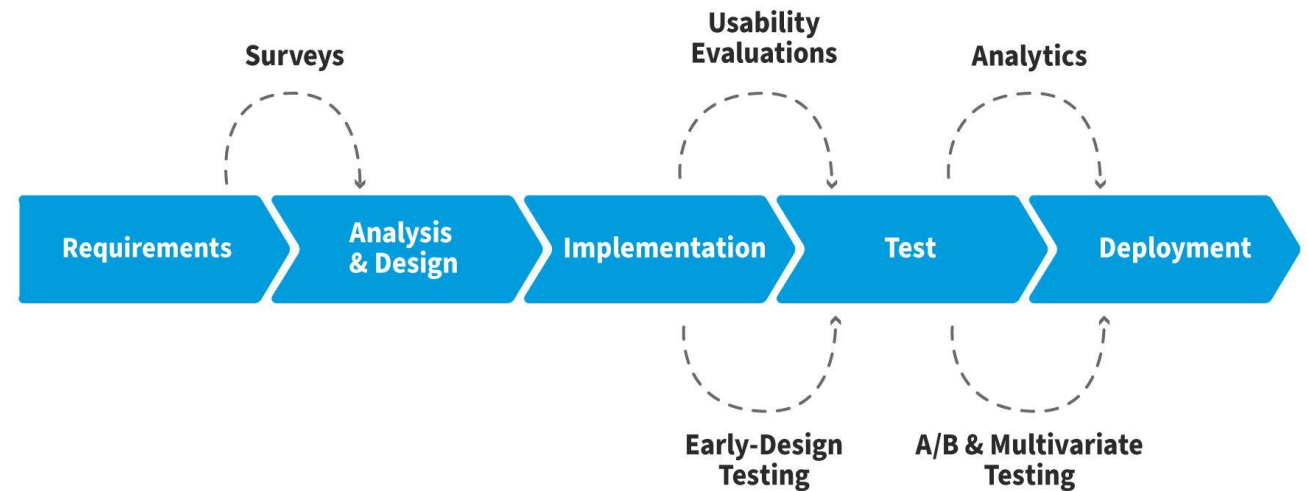 Surveys
Usability
Evaluations
Analytics
Requirements
Analysis
& Design
Implementation
Test
Deployment
Early-Design
Testing
A/B & Multivariate
Testing